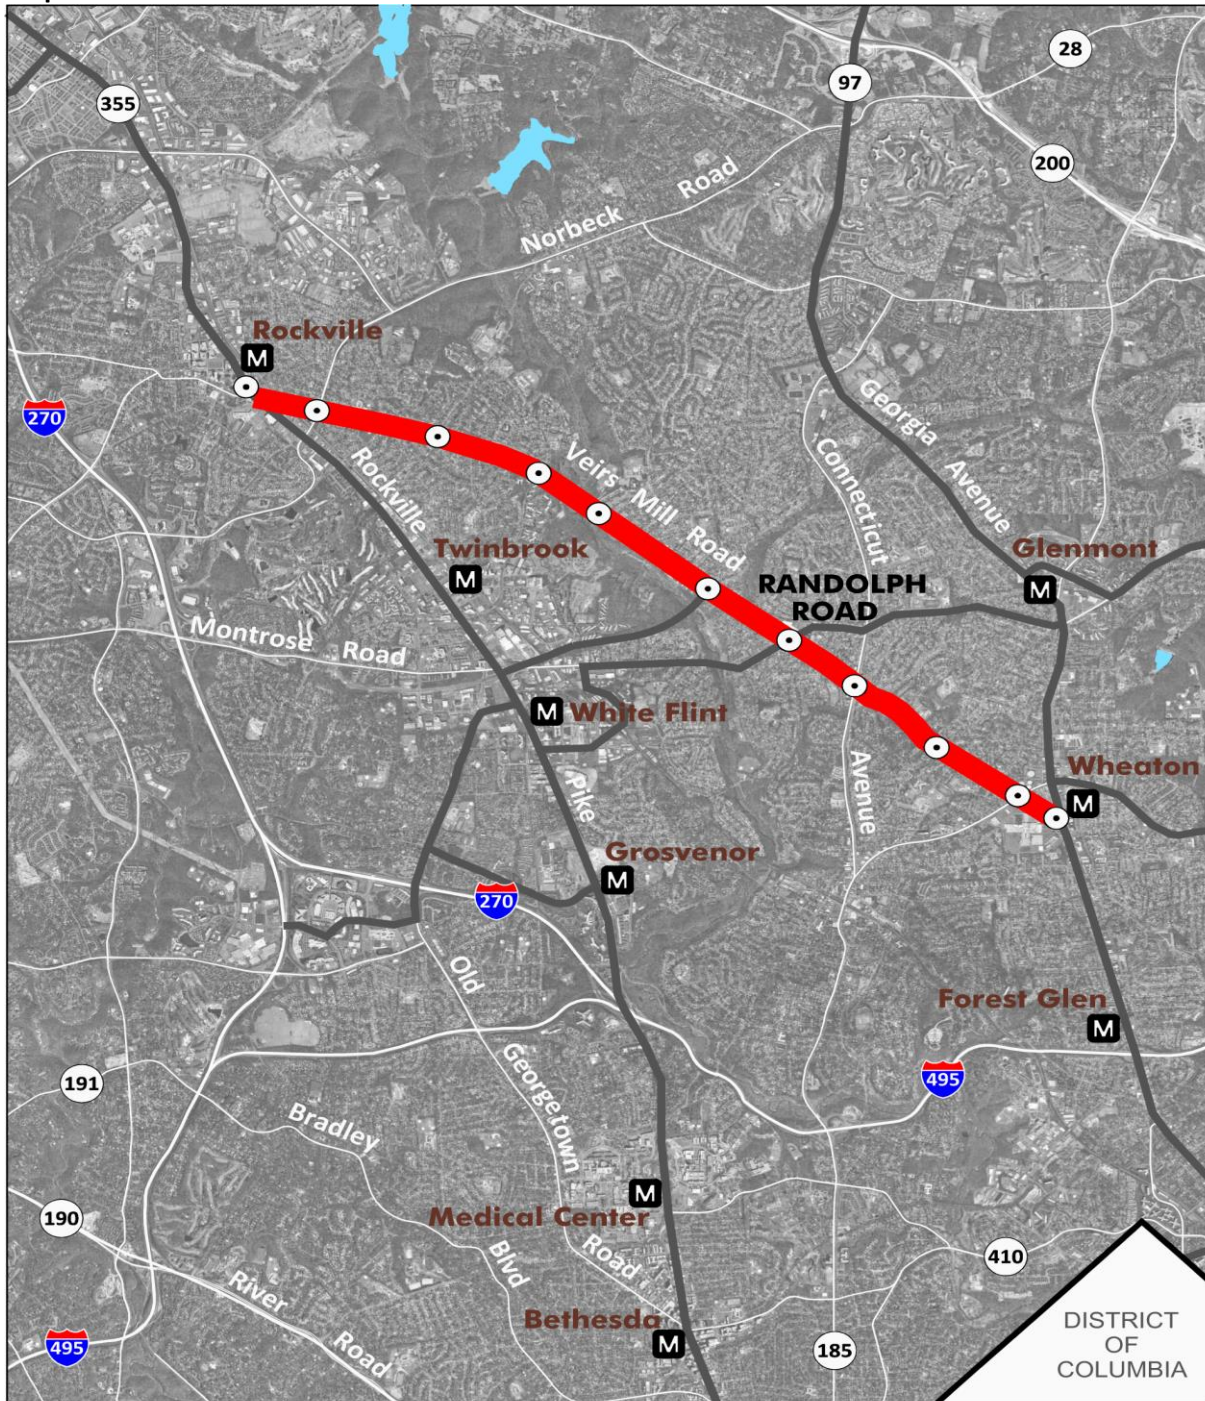 28
97
355
200
Norbeck Road
Rockville
M
270
Georgia Avenue
Connecticut Avenue
Veirs Mill Road
Rockville Pike
Twinbrook
M
Glenmont
M
RANDOLPH
ROAD
Montrose Road
M
White Flint
Wheaton
M
Grosvenor
M
270
Old Georgetown Road
Forest Glen
M
495
191
Bradley Blvd
M
Medical Center
190
River Road
410
Bethesda
M
495
185
DISTRICT
OF
COLUMBIA